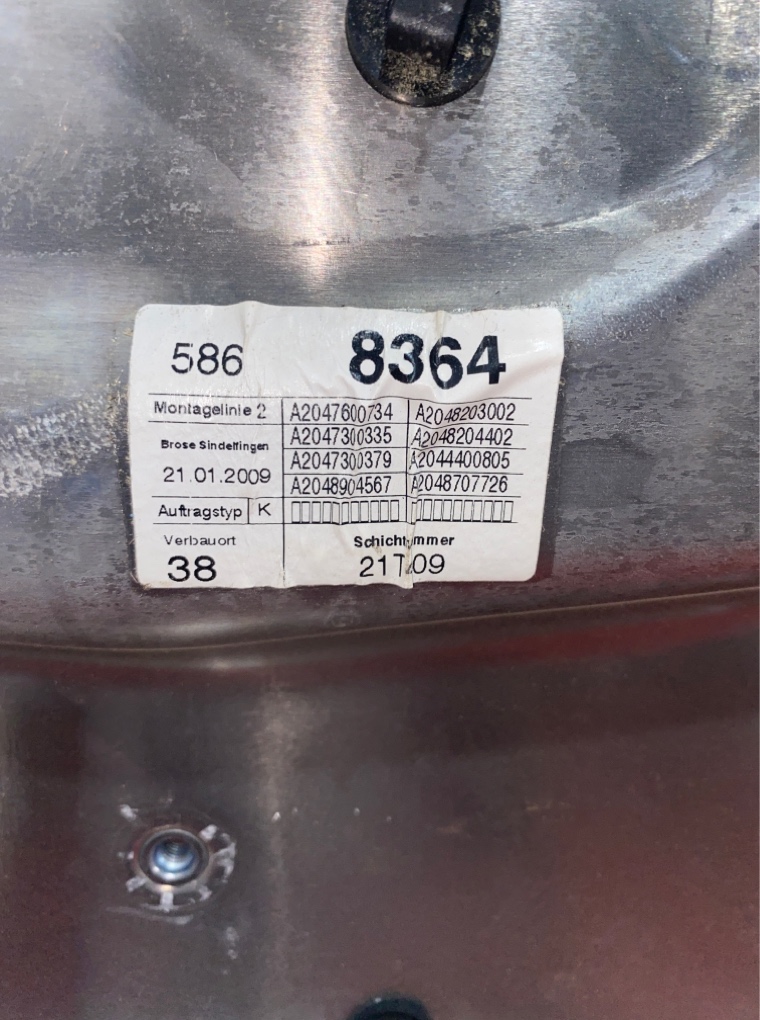 586 8364
Montagelinie 2 A2047600734 A2048203002
Brose Sindelfingen A2047300335 A2048204402
21.01.2009 A2047300379 A2044400805
A2048904567 A2048707726
Auftragstyp K
Verbauort
38
21T09